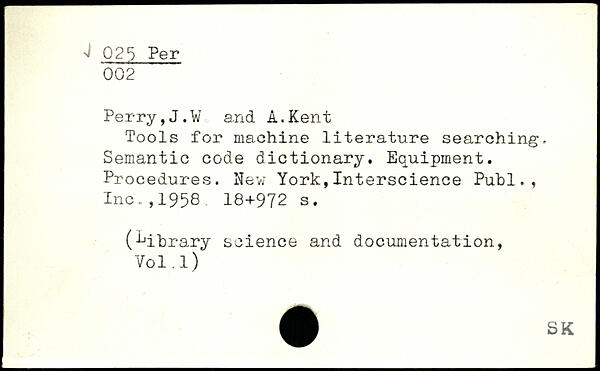 √ 025 Per
002
Perry,J.W. and A.Kent
Tools for machine literature searching.
Semantic code dictionary. Equipment.
Procedures. New York,Interscience Publ.,
Inc.,1958. 18+972 s.
(Library science and documentation,
Vol.1)
SK